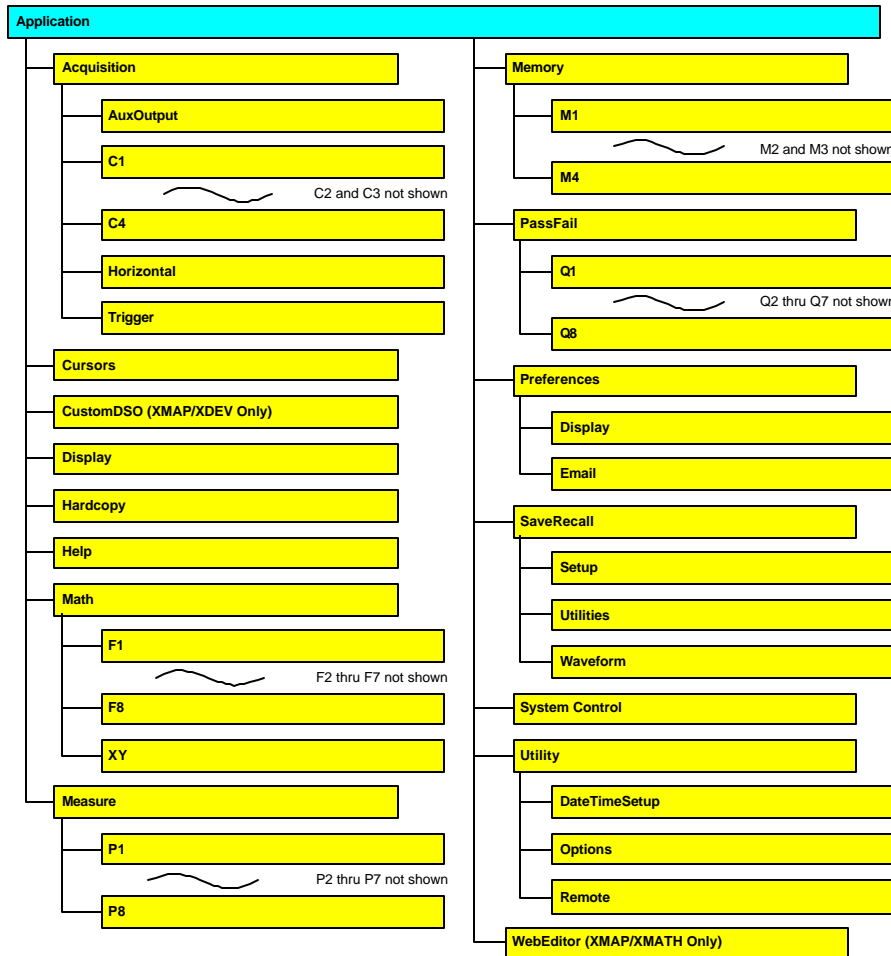 Application
Acquisition
AuxOutput
C1
C2 and C3 not shown
C4
Horizontal
Trigger
Cursors
CustomDSO (XMAP/XDEV Only)
Display
Hardcopy
Help
Math
F1
F2 thru F7 not shown
F8
XY
Measure
P1
P2 thru P7 not shown
P8
Memory
M1
M2 and M3 not shown
M4
PassFail
Q1
Q2 thru Q7 not shown
Q8
Preferences
Display
Email
SaveRecall
Setup
Utilities
Waveform
System Control
Utility
DateTimeSetup
Options
Remote
WebEditor (XMAP/XMATH Only)